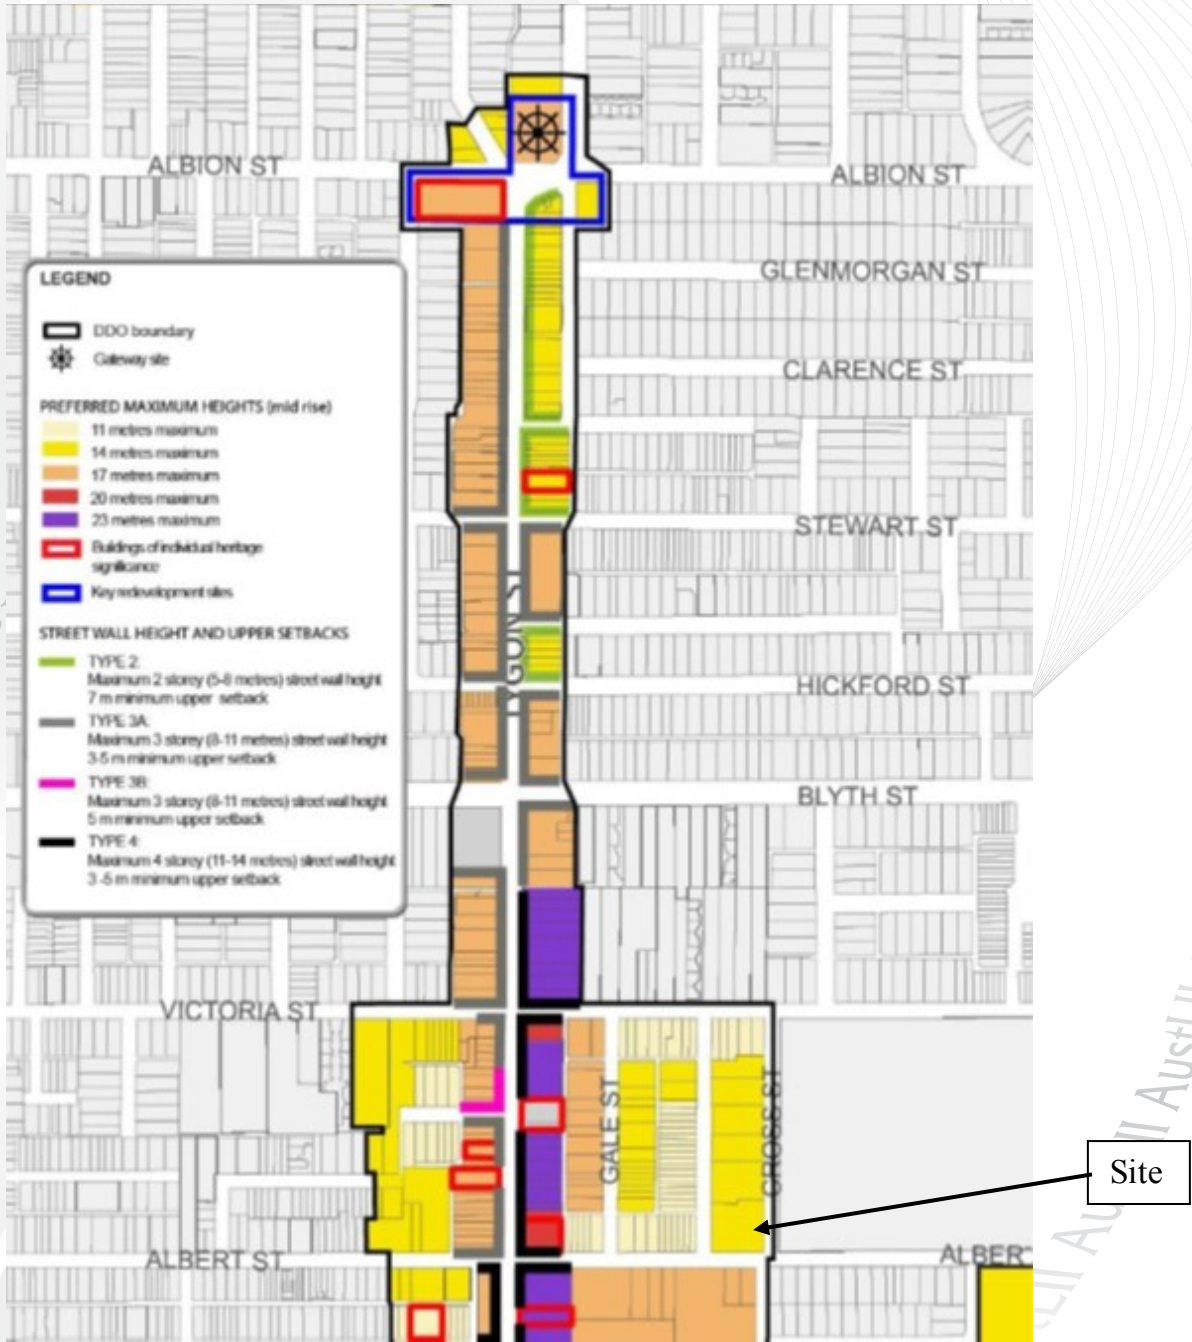 ALBION ST
ALBION ST
GLENMORGAN ST
CLARENCE ST
LEGEND
DDO boundary
Gateway site
PREFERRED MAXIMUM HEIGHTS (mid rise)
11 metres maximum
14 metres maximum
17 metres maximum
20 metres maximum
23 metres maximum
Buildings of individual heritage
significance
Key redevelopment sites
STREET WALL HEIGHT AND UPPER SETBACKS
TYPE 2:
Maximum 2 storey (5-8 metres) street wall height
7 m minimum upper setback
TYPE 3A:
Maximum 3 storey (8-11 metres) street wall height
3-5 m minimum upper setback
TYPE 3B:
Maximum 3 storey (8-11 metres) street wall height
5 m minimum upper setback
TYPE 4:
Maximum 4 storey (11-14 metres) street wall height
3 -5 m minimum upper setback
STEWART ST
LYGON ST
HICKFORD ST
BLYTH ST
VICTORIA ST
GALE ST
CROSS ST
Site
ALBERT ST
ALBER
AustLII AustLII